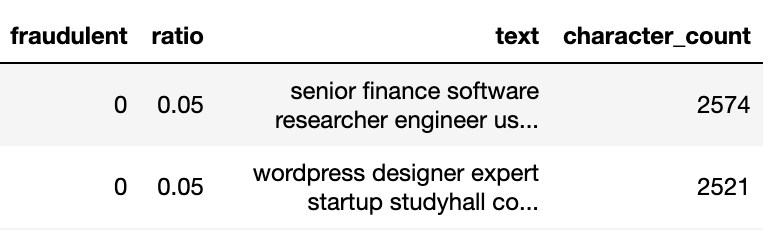 fraudulent ratio text character_count
0 0.05 senior finance software researcher engineer us... 2574
0 0.05 wordpress designer expert startup studyhall co... 2521